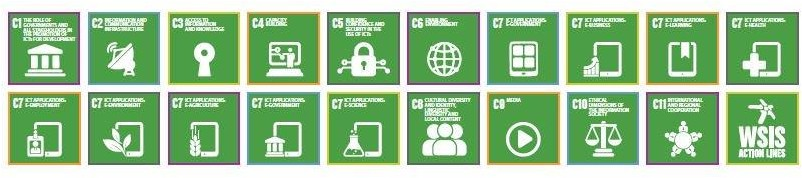 C1 THE ROLE OF
GOVERNMENTS AND
ALL STAKEHOLDERS IN
THE PROMOTION OF
ICTs FOR DEVELOPMENT
C2 INFORMATION AND
COMMUNICATION
INFRASTRUCTURE
C3 ACCESS TO
INFORMATION
AND KNOWLEDGE
C4 CAPACITY
BUILDING
C5 BUILDING
CONFIDENCE AND
SECURITY IN THE
USE OF ICTs
C6 ENABLING
ENVIRONMENT
C7 ICT APPLICATIONS:
E-GOVERNMENT
C7 ICT APPLICATIONS:
E-BUSINESS
C7 ICT APPLICATIONS:
E-LEARNING
C7 ICT APPLICATIONS:
E-HEALTH
C7 ICT APPLICATIONS:
E-EMPLOYMENT
C7 ICT APPLICATIONS:
E-ENVIRONMENT
C7 ICT APPLICATIONS:
E-AGRICULTURE
C7 ICT APPLICATIONS:
E-GOVERNMENT
C7 ICT APPLICATIONS:
E-SCIENCE
C8 CULTURAL DIVERSITY
AND IDENTITY,
LINGUISTIC
DIVERSITY AND
LOCAL CONTENT
C9 MEDIA
C10 ETHICAL
DIMENSIONS OF
THE INFORMATION
SOCIETY
C11 INTERNATIONAL
AND REGIONAL
COOPERATION
WSIS
ACTION LINES